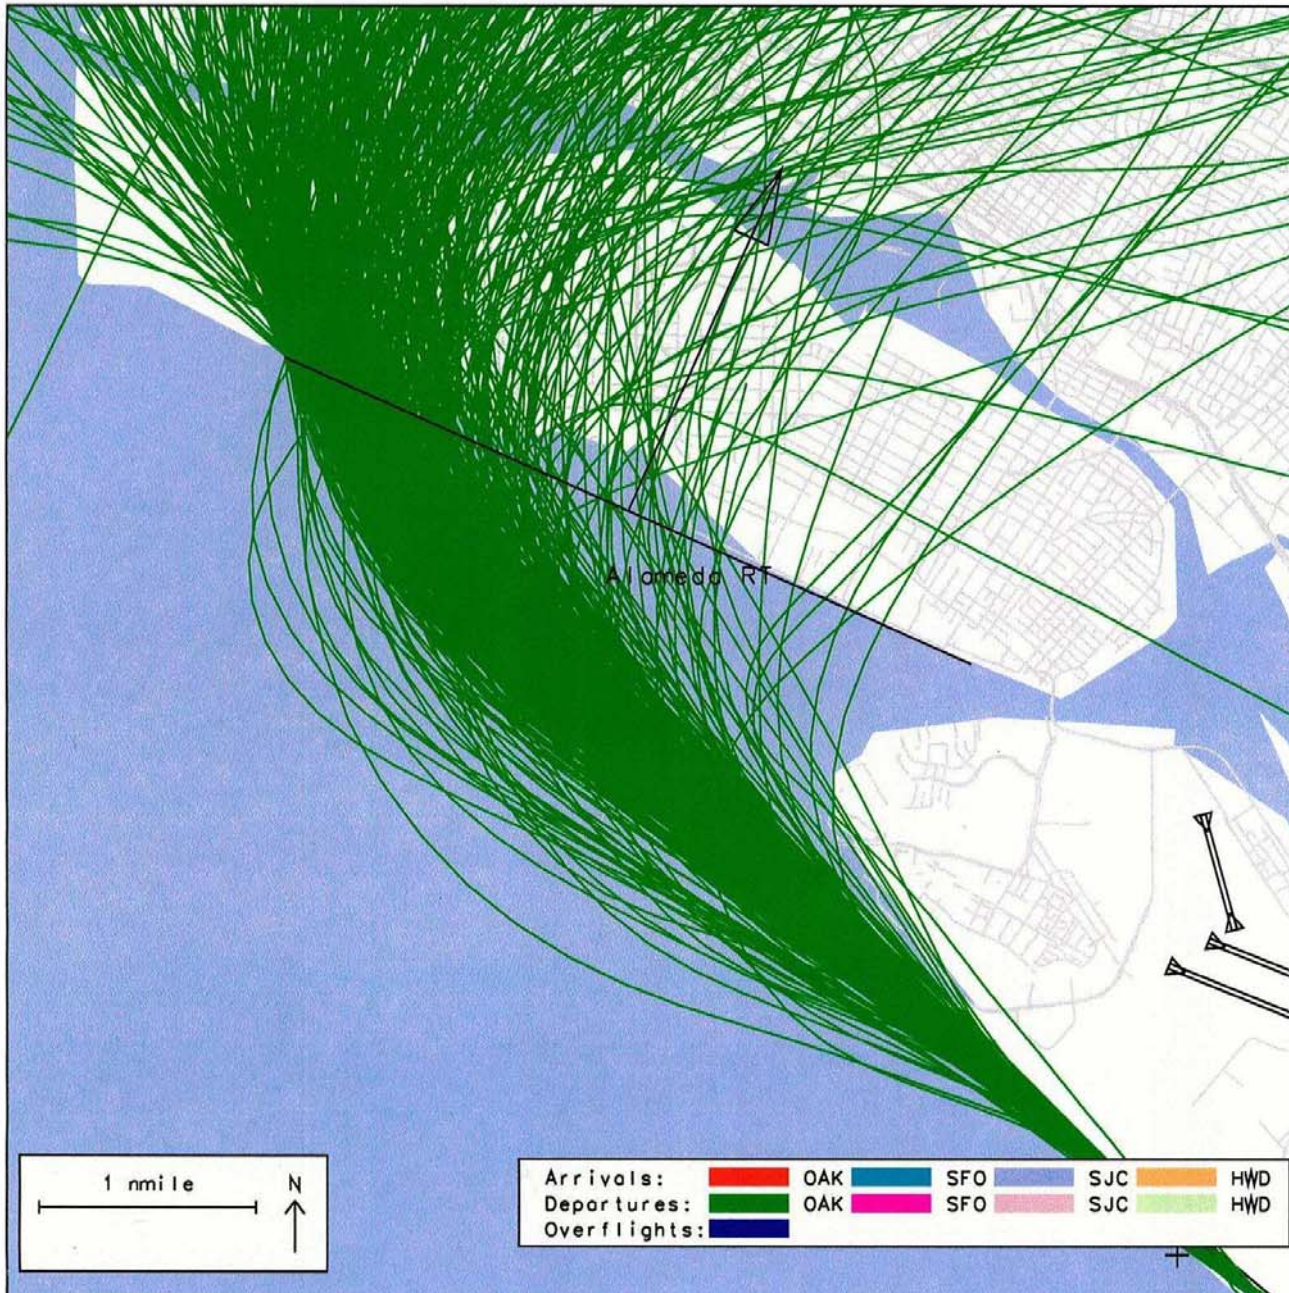 Alameda RT
1 nmile
N
Arrivals: OAK SFO SJC HWD
Departures: OAK SFO SJC HWD
Overflights: